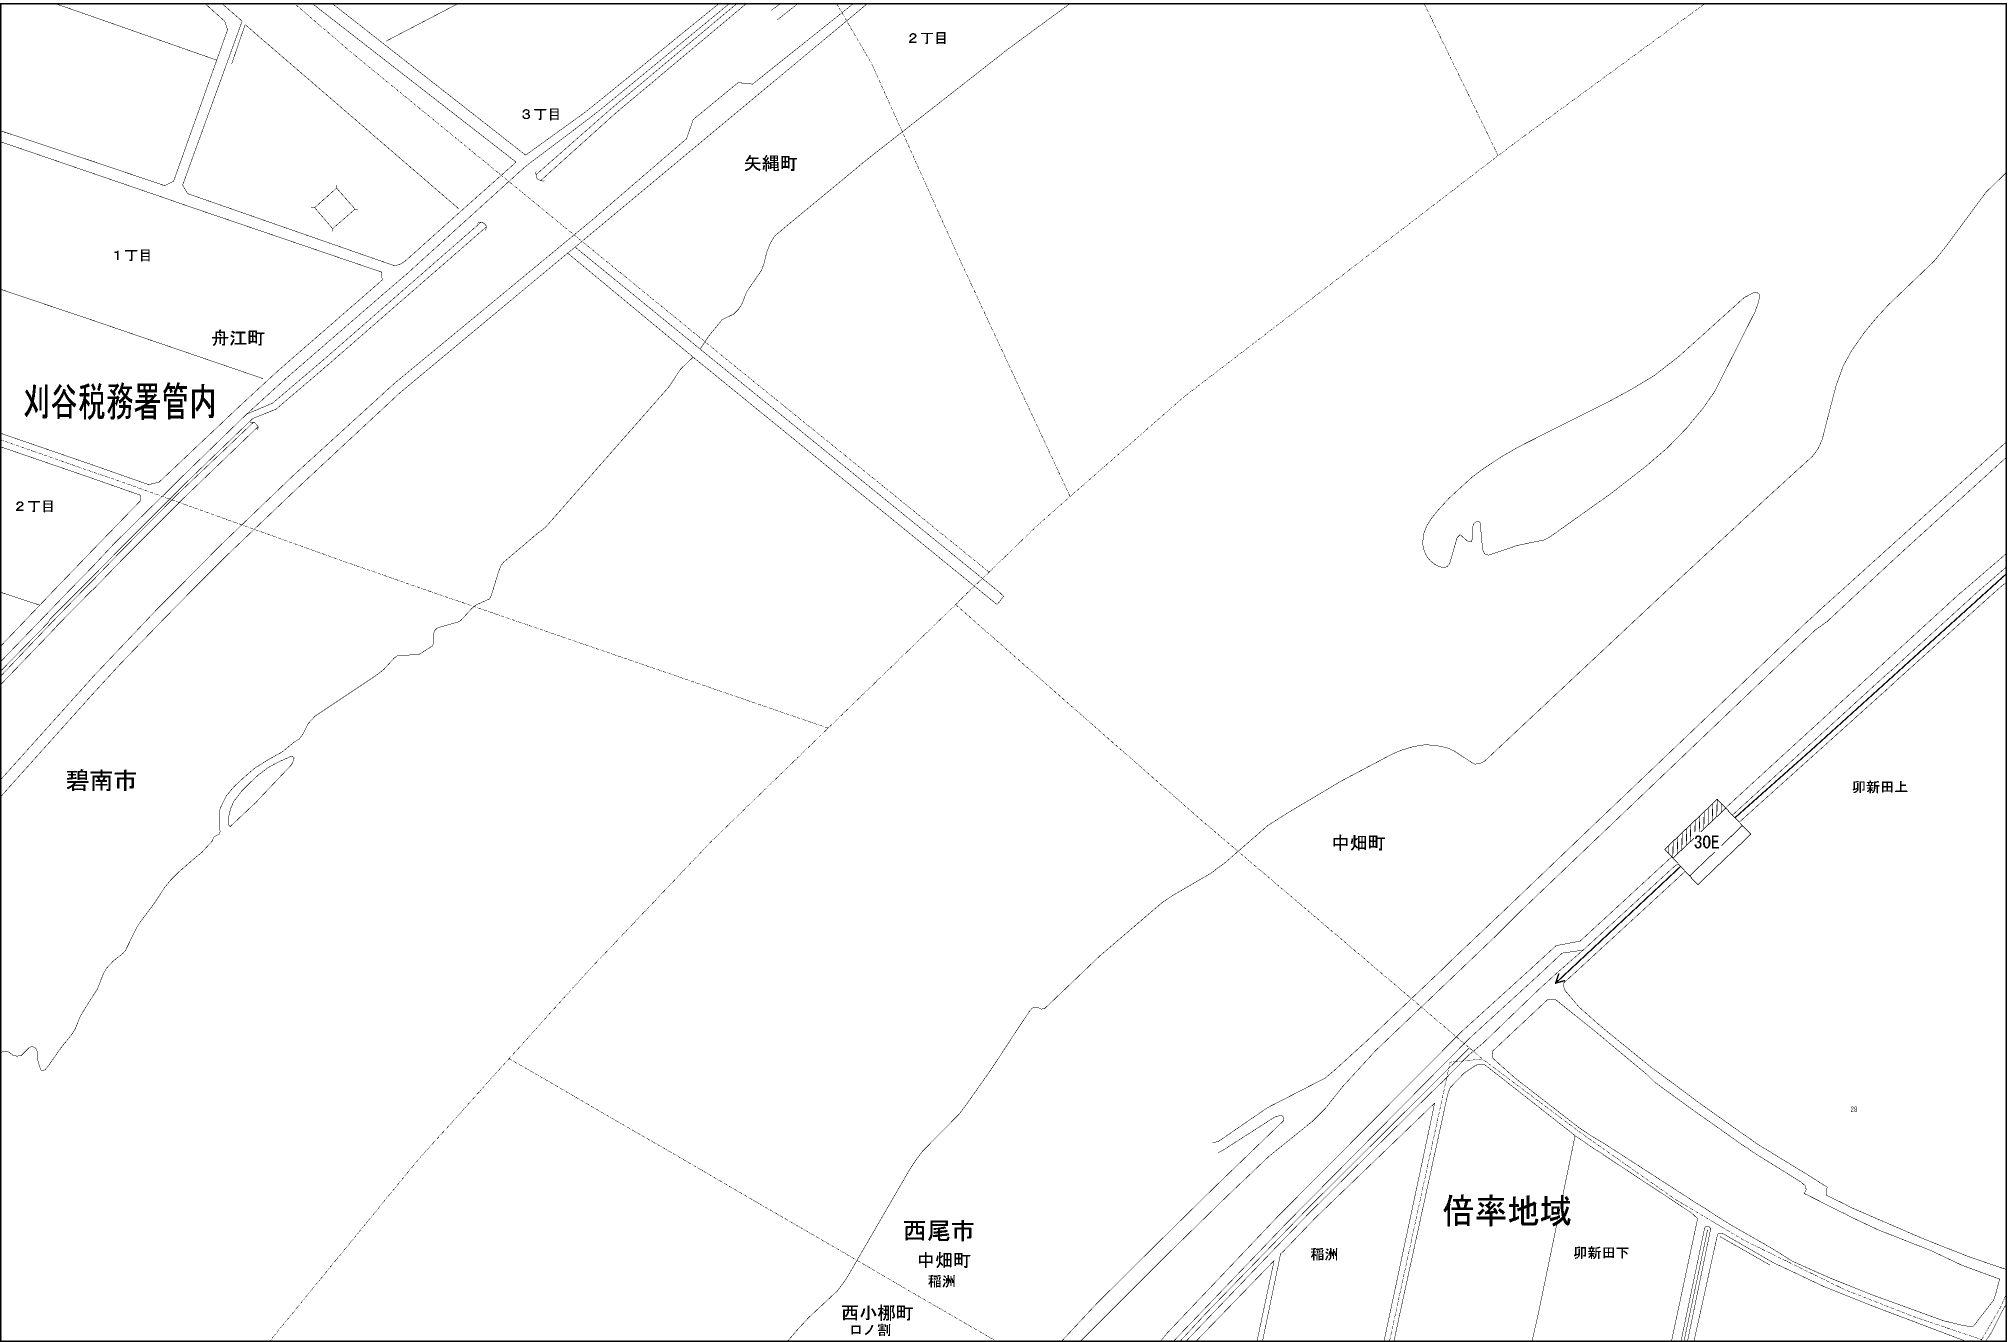 ２丁目
３丁目
矢縄町
１丁目
舟江町
刈谷税務署管内
２丁目
碧南市
卯新田上
30E
中畑町
28
倍率地域
西尾市
中畑町
稲洲
稲洲
卯新田下
西小梛町
ロノ割